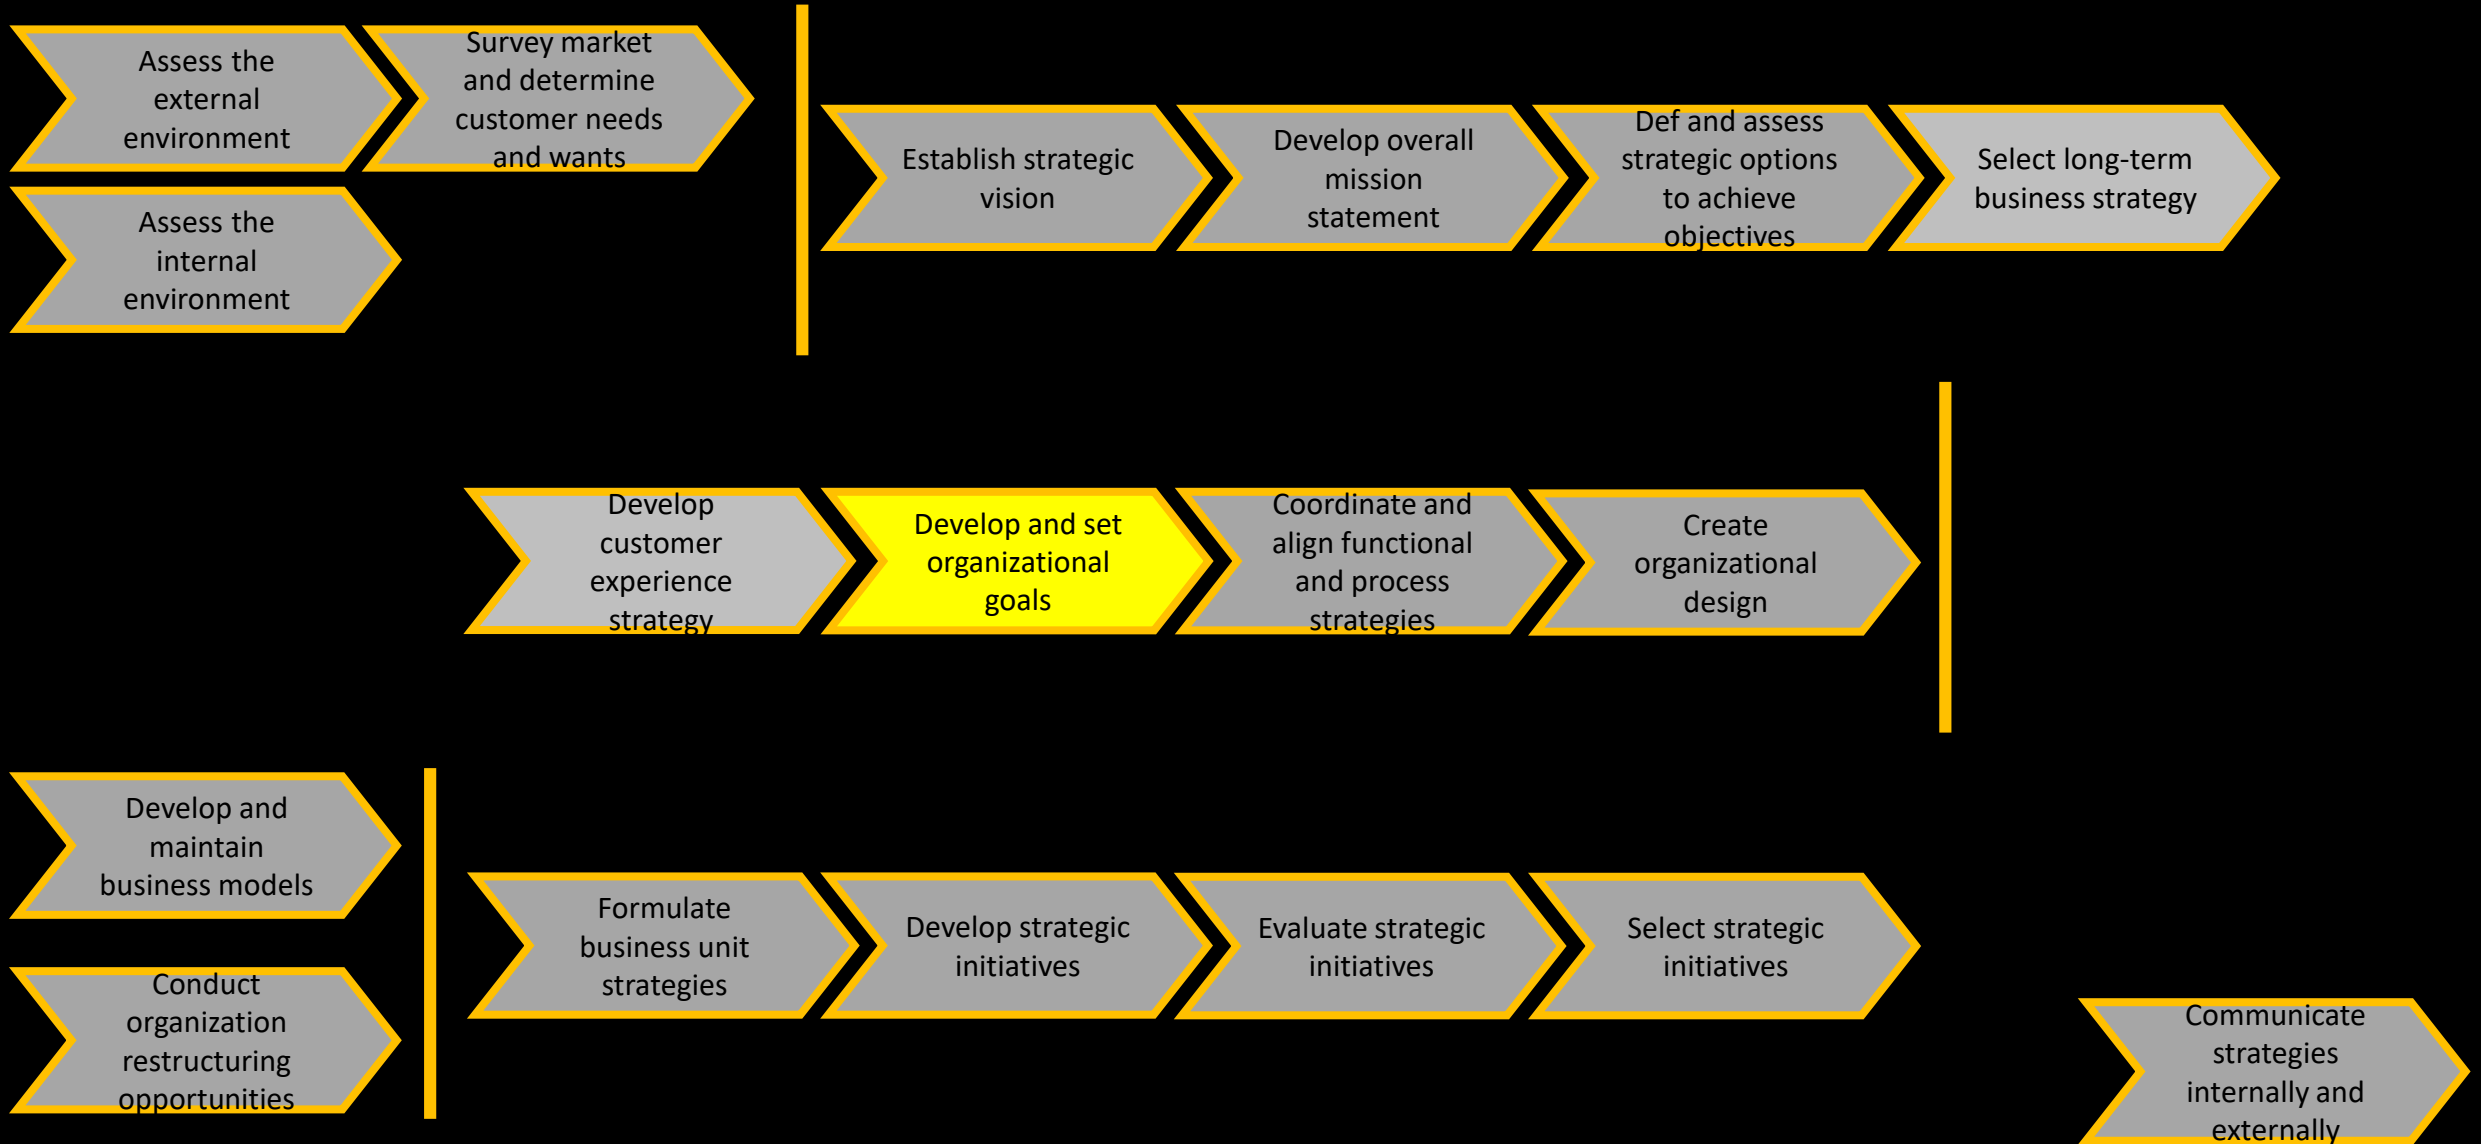 Assess the
external
environment
Survey market
and determine
customer needs
and wants
Assess the
internal
environment
Establish strategic
vision
Develop overall
mission
statement
Def and assess
strategic options
to achieve
objectives
Select long-term
business strategy
Develop
customer
experience
strategy
Develop and set
organizational
goals
Coordinate and
align functional
and process
strategies
Create
organizational
design
Develop and
maintain
business models
Conduct
organization
restructuring
opportunities
Formulate
business unit
strategies
Develop strategic
initiatives
Evaluate strategic
initiatives
Select strategic
initiatives
Communicate
strategies
internally and
externally